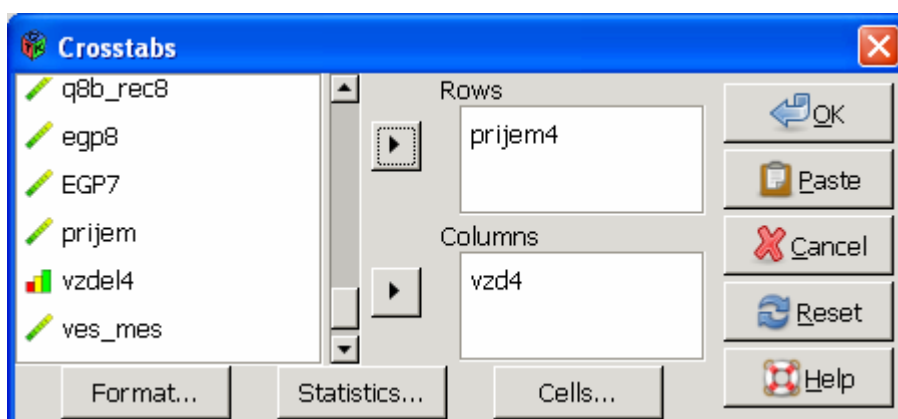 Crosstabs
q8b_rec8
egp8
EGP7
prijem
vzdel4
ves_mes
Rows
prijem4
Columns
vzd4
OK
Paste
Cancel
Reset
Help
Format...
Statistics...
Cells...